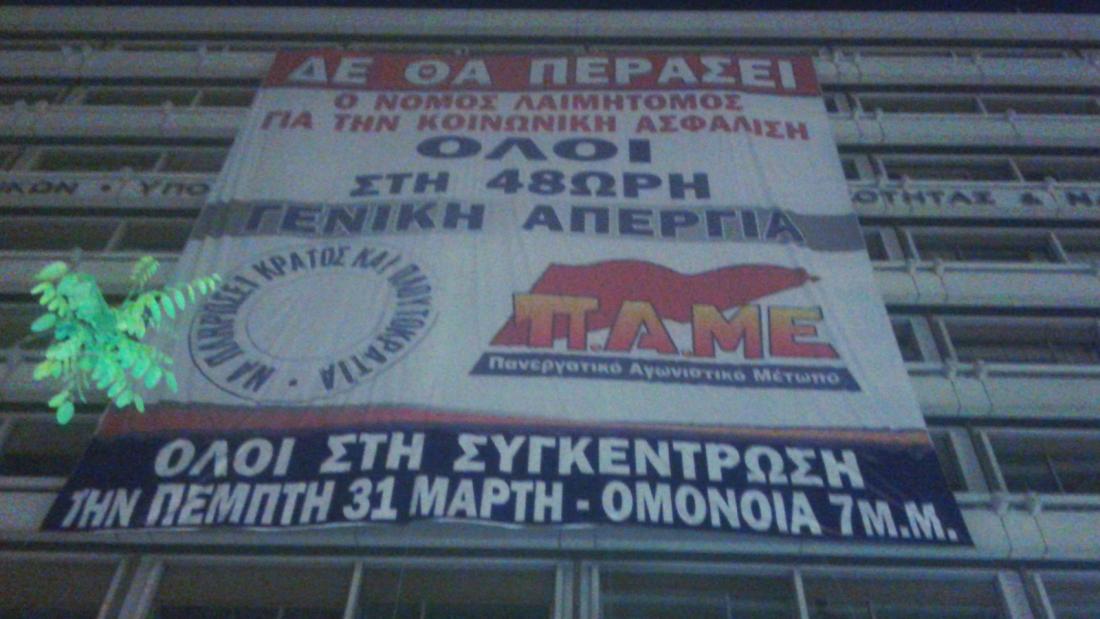 ΔΕ ΘΑ ΠΕΡΑΣΕΙ
Ο ΝΟΜΟΣ ΛΑΙΜΗΤΟΜΟΣ
ΓΙΑ ΤΗΝ ΚΟΙΝΩΝΙΚΗ ΑΣΦΑΛΙΣΗ
ΟΛΟΙ
ΣΤΗ 48ΩΡΗ
ΓΕΝΙΚΗ ΑΠΕΡΓΙΑ
ΝΑ ΠΛΗΡΩΣΕΙ ΚΡΑΤΟΣ ΚΑΙ ΠΛΟΥΤΟΚΡΑΤΙΑ •
Π.Α.ΜΕ
Πανεργατικό Αγωνιστικό Μέτωπο
ΟΛΟΙ ΣΤΗ ΣΥΓΚΕΝΤΡΩΣΗ
ΤΗΝ ΠΕΜΠΤΗ 31 ΜΑΡΤΗ - ΟΜΟΝΟΙΑ 7Μ.Μ.